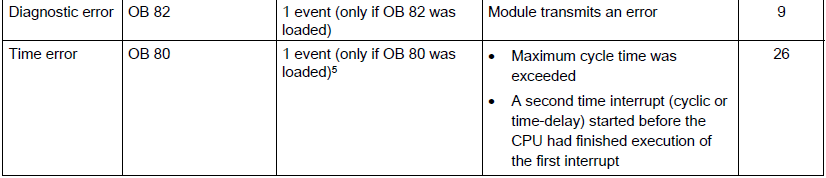 Diagnostic error OB 82 1 event (only if OB 82 was Module transmits an error 9
loaded)
Time error OB 80 1 event (only if OB 80 was • Maximum cycle time was 26
loaded)⁵ exceeded
• A second time interrupt (cyclic or
time-delay) started before the
CPU had finished execution of
the first interrupt